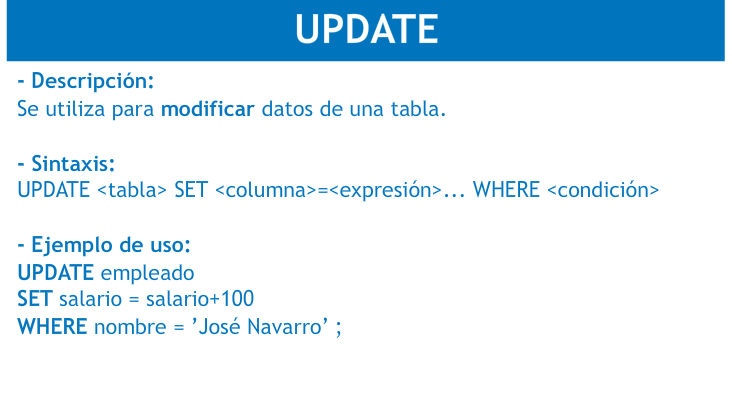 UPDATE
- Descripción:
Se utiliza para modificar datos de una tabla.
- Sintaxis:
UPDATE <tabla> SET <columna>=<expresión>... WHERE <condición>
- Ejemplo de uso:
UPDATE empleado
SET salario = salario+100
WHERE nombre = ’José Navarro’ ;